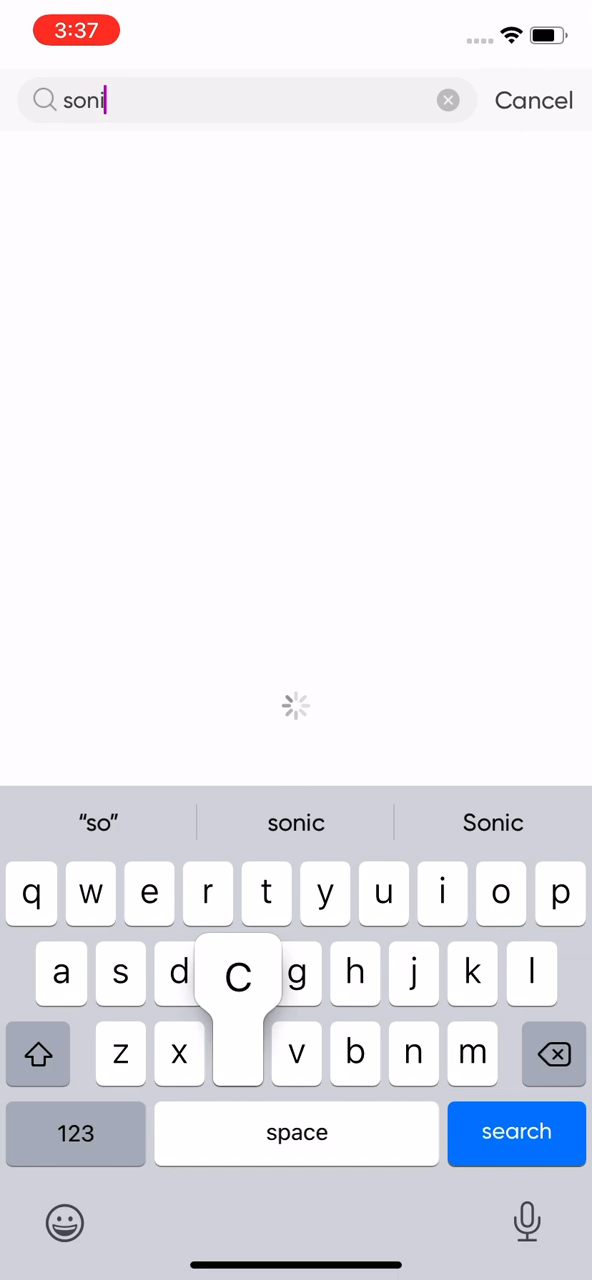 3:37
soni Cancel
“so” sonic Sonic
q w e r t y u i o p
a s d g h j k l
C
z x v b n m
123 space search